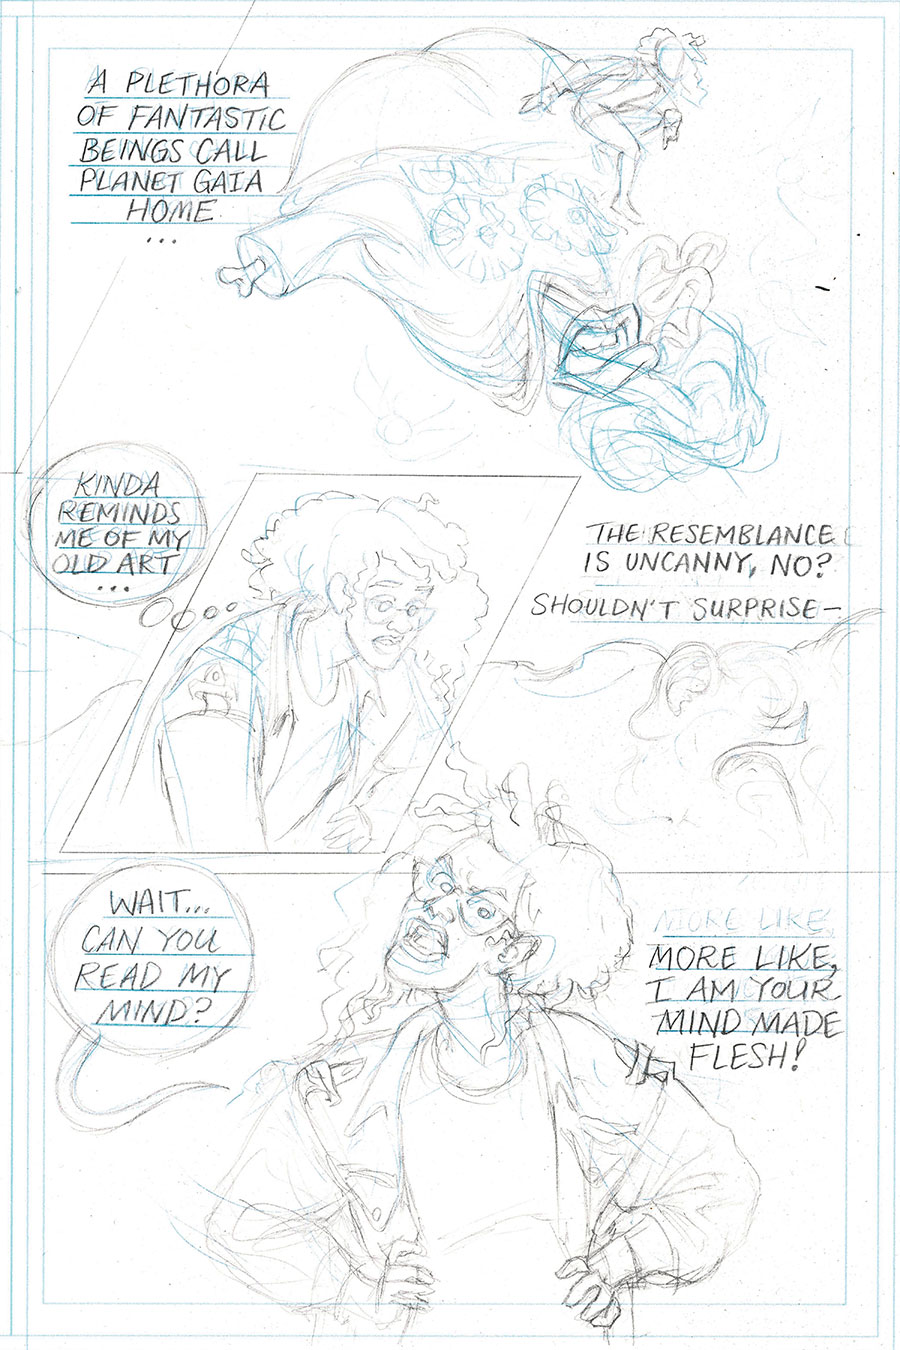 A PLETHORA
OF FANTASTIC
BEINGS CALL
PLANET GAIA
HOME
...
KINDA
REMINDS
ME OF MY
OLD ART
...
THE RESEMBLANCE
IS UNCANNY, NO?
SHOULDN'T SURPRISE—
WAIT...
CAN YOU
READ MY
MIND?
MORE LIKE,
MORE LIKE,
I AM YOUR
MIND MADE
FLESH!